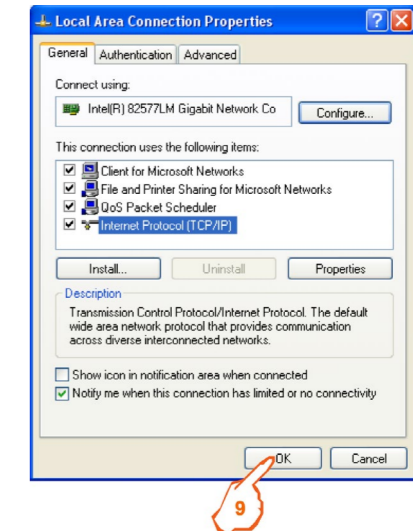 Local Area Connection Properties
General Authentication Advanced
Connect using:
Intel(R) 82577LM Gigabit Network Co Configure...
This connection uses the following items:
Client for Microsoft Networks
File and Printer Sharing for Microsoft Networks
QoS Packet Scheduler
Internet Protocol (TCP/IP)
Install... Uninstall Properties
Description
Transmission Control Protocol/Internet Protocol. The default
wide area network protocol that provides communication
across diverse interconnected networks.
Show icon in notification area when connected
Notify me when this connection has limited or no connectivity
OK Cancel
9